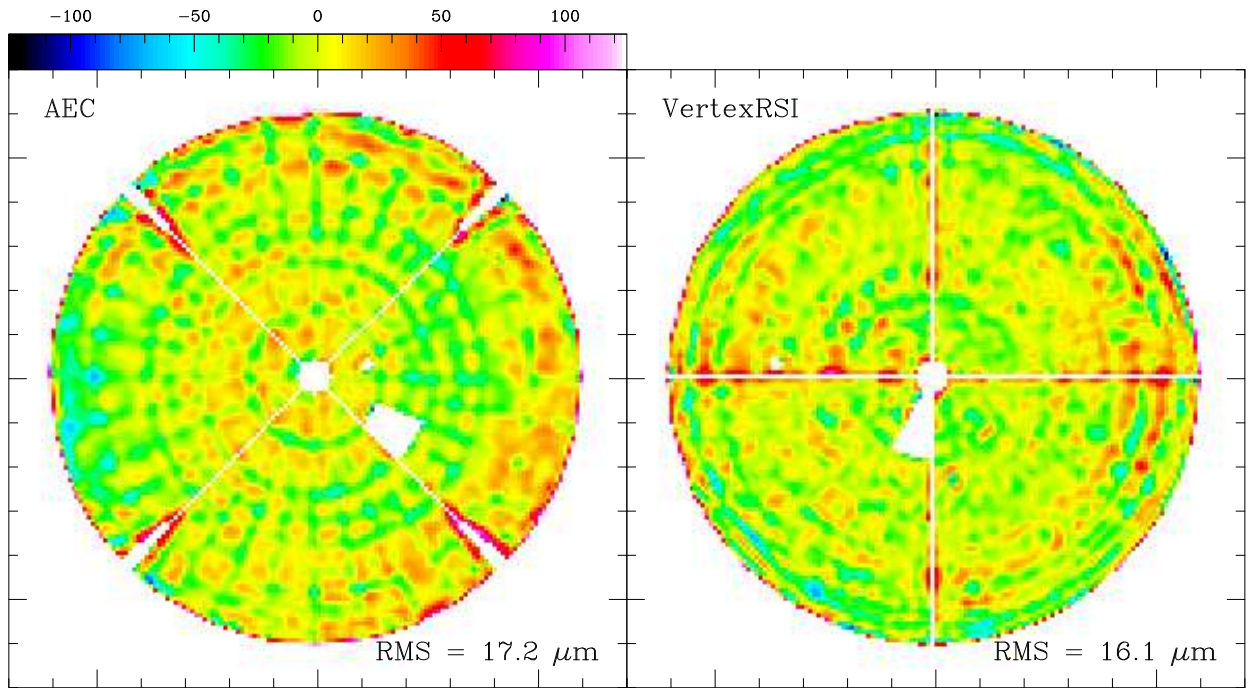 −100 −50 0 50 100
AEC
VertexRSI
RMS = 17.2 μm
RMS = 16.1 μm